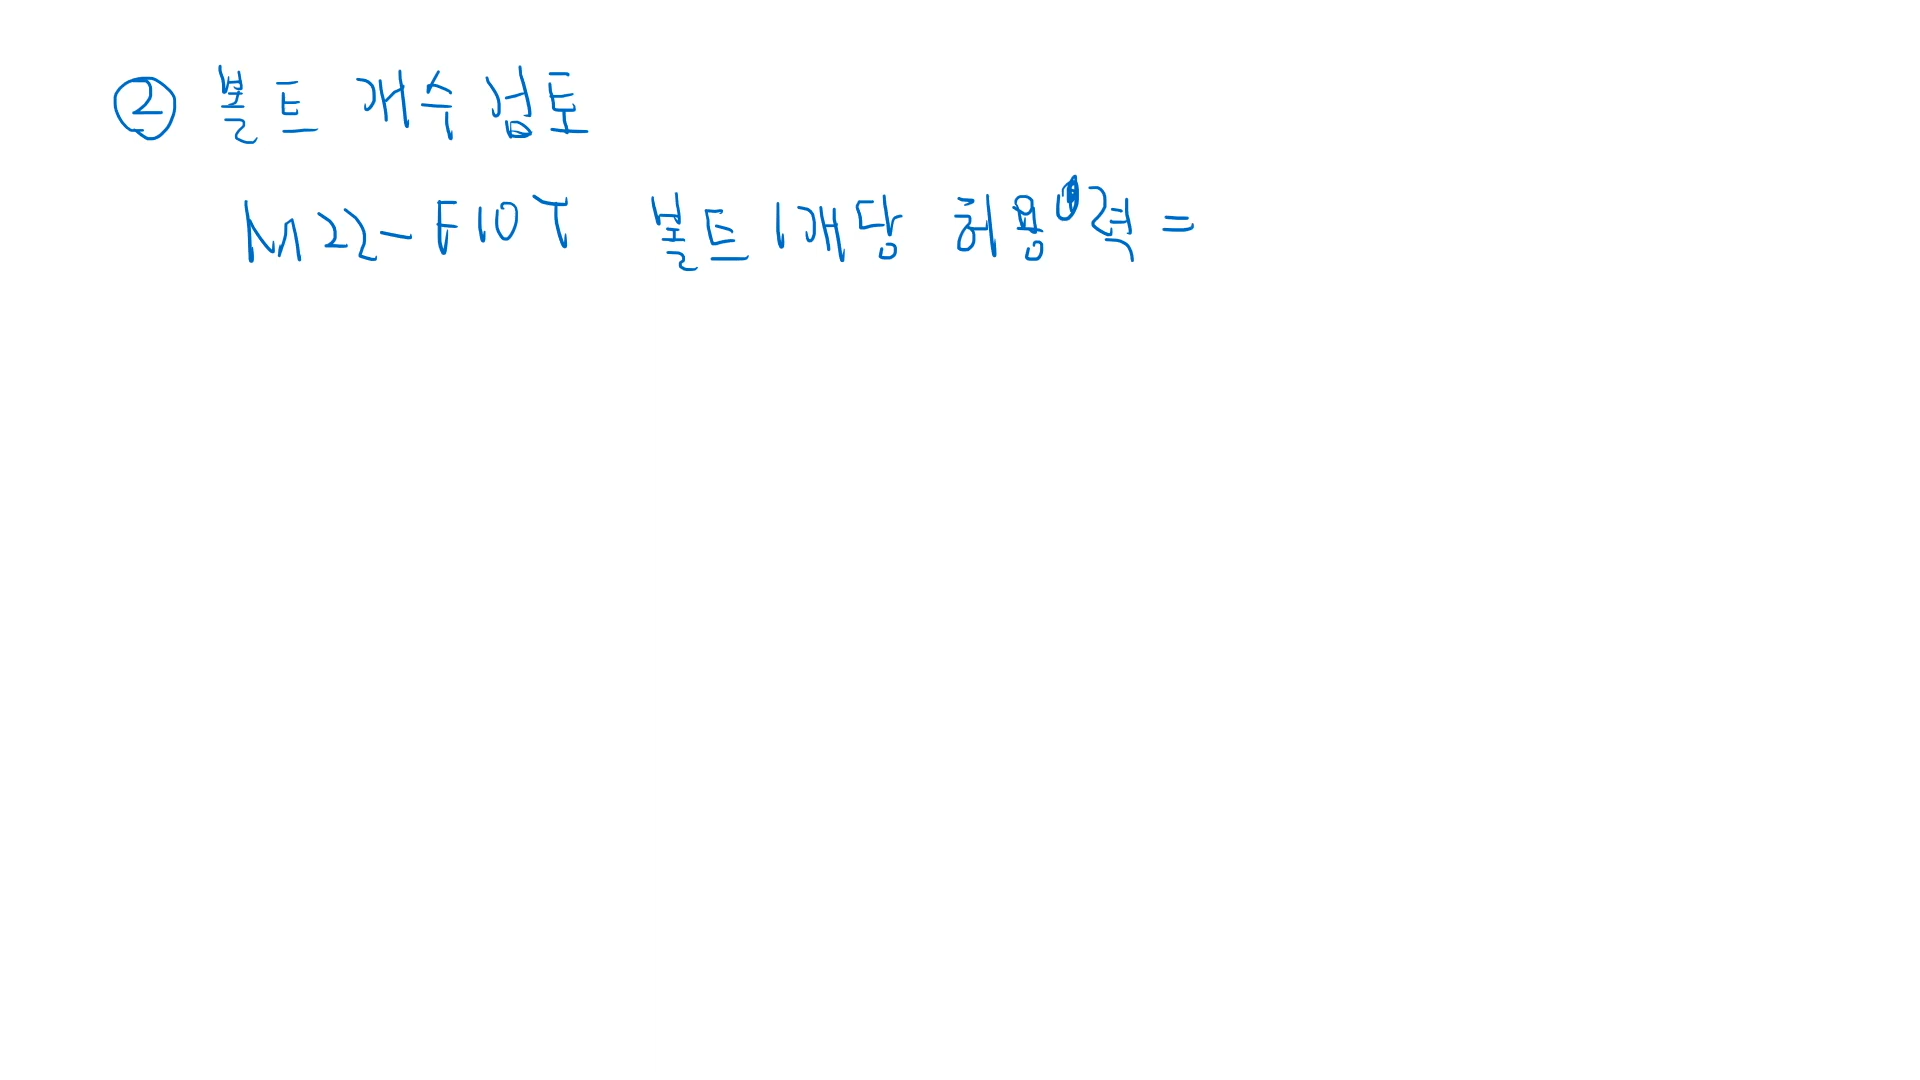 ② 볼트 개수 검토
M22-F10T 볼트 1개당 허용력 =